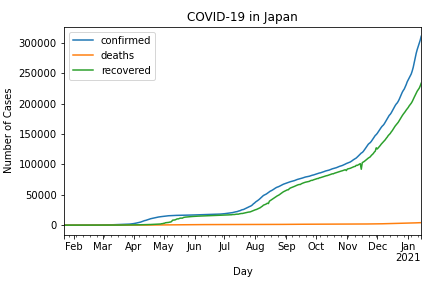 COVID-19 in Japan
confirmed
deaths
recovered
300000
250000
200000
150000
100000
50000
0
Number of Cases
Feb Mar Apr May Jun Jul Aug Sep Oct Nov Dec Jan
2021
Day